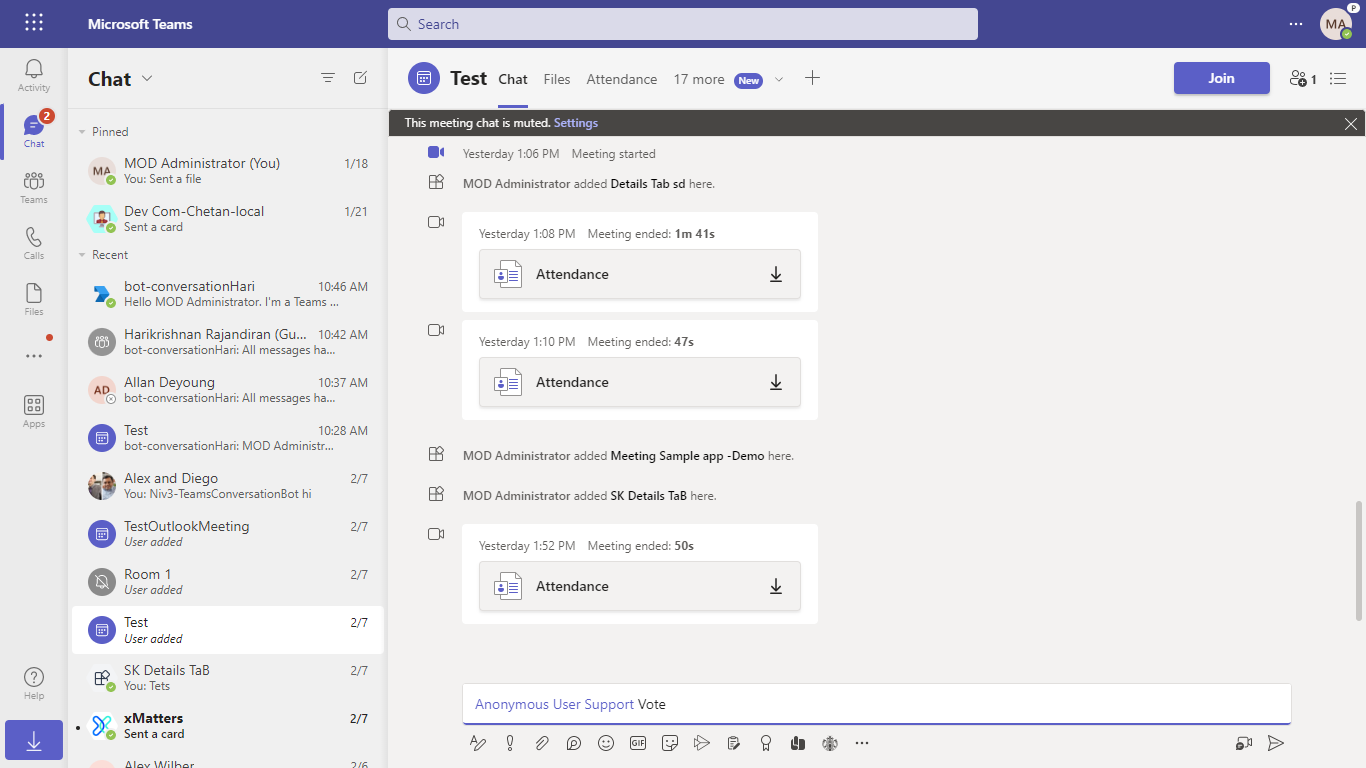 Microsoft Teams
Search
MA
P
Activity
2
Chat
Teams
Calls
Files
Apps
Help
Chat
Pinned
MA
MOD Administrator (You) 1/18
You: Sent a file
Dev Com-Chetan-local 1/21
Sent a card
Recent
bot-conversationHari 10:46 AM
Hello MOD Administrator. I'm a Teams ...
Harikrishnan Rajandiran (Gu... 10:42 AM
bot-conversationHari: All messages ha...
AD
Allan Deyoung 10:37 AM
bot-conversationHari: All messages ha...
Test 10:28 AM
bot-conversationHari: MOD Administr...
Alex and Diego 2/7
You: Niv3-TeamsConversationBot hi
TestOutlookMeeting 2/7
User added
Room 1 2/7
User added
Test 2/7
User added
SK Details TaB 2/7
You: Tets
xMatters 2/7
Sent a card
Alex Wilber 2/6
Test Chat Files Attendance 17 more New
Join
1
This meeting chat is muted. Settings
Yesterday 1:06 PM Meeting started
MOD Administrator added Details Tab sd here.
Yesterday 1:08 PM Meeting ended: 1m 41s
Attendance
Yesterday 1:10 PM Meeting ended: 47s
Attendance
MOD Administrator added Meeting Sample app -Demo here.
MOD Administrator added SK Details TaB here.
Yesterday 1:52 PM Meeting ended: 50s
Attendance
Anonymous User Support Vote
GIF